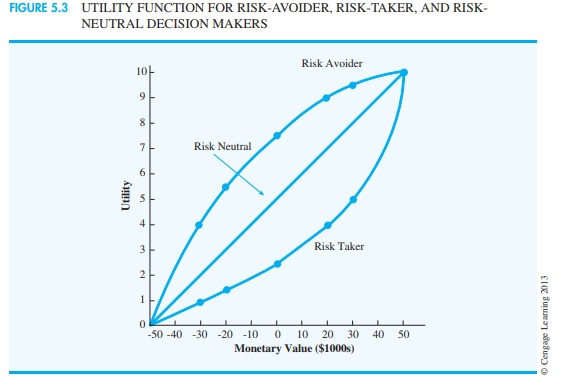 FIGURE 5.3 UTILITY FUNCTION FOR RISK-AVOIDER, RISK-TAKER, AND RISK-
NEUTRAL DECISION MAKERS
Risk Avoider
10
9
8
7
6
5
4
3
2
1
0
Utility
Risk Neutral
Risk Taker
-50 -40 -30 -20 -10 0 10 20 30 40 50
Monetary Value ($1000s)
© Cengage Learning 2013